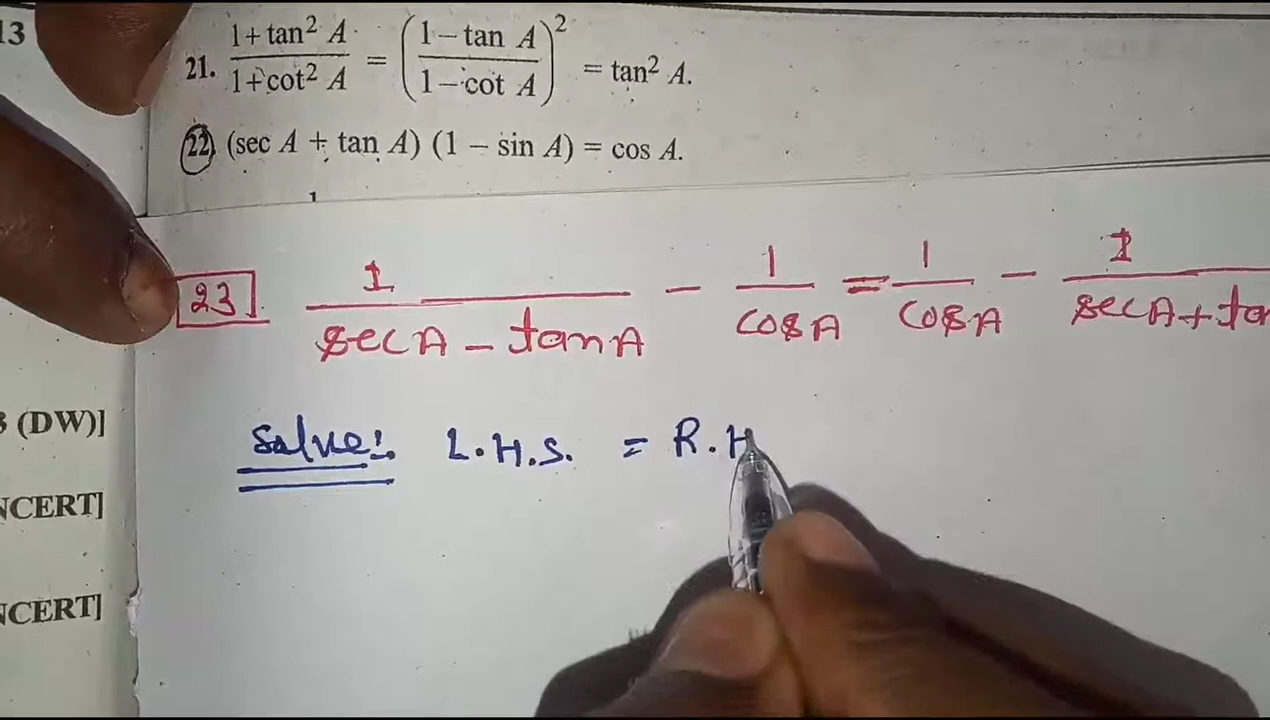 13
21. (1 + tan² A)/(1 + cot² A) = ((1 − tan A)/(1 − cot A))² = tan² A.
22 (sec A + tan A) (1 − sin A) = cos A.
23. 1/(secA − tanA) − 1/cosA = 1/cosA − 1/(secA + ta
Solve:. L.H.S. = R.H
(DW)]
NCERT]
NCERT]